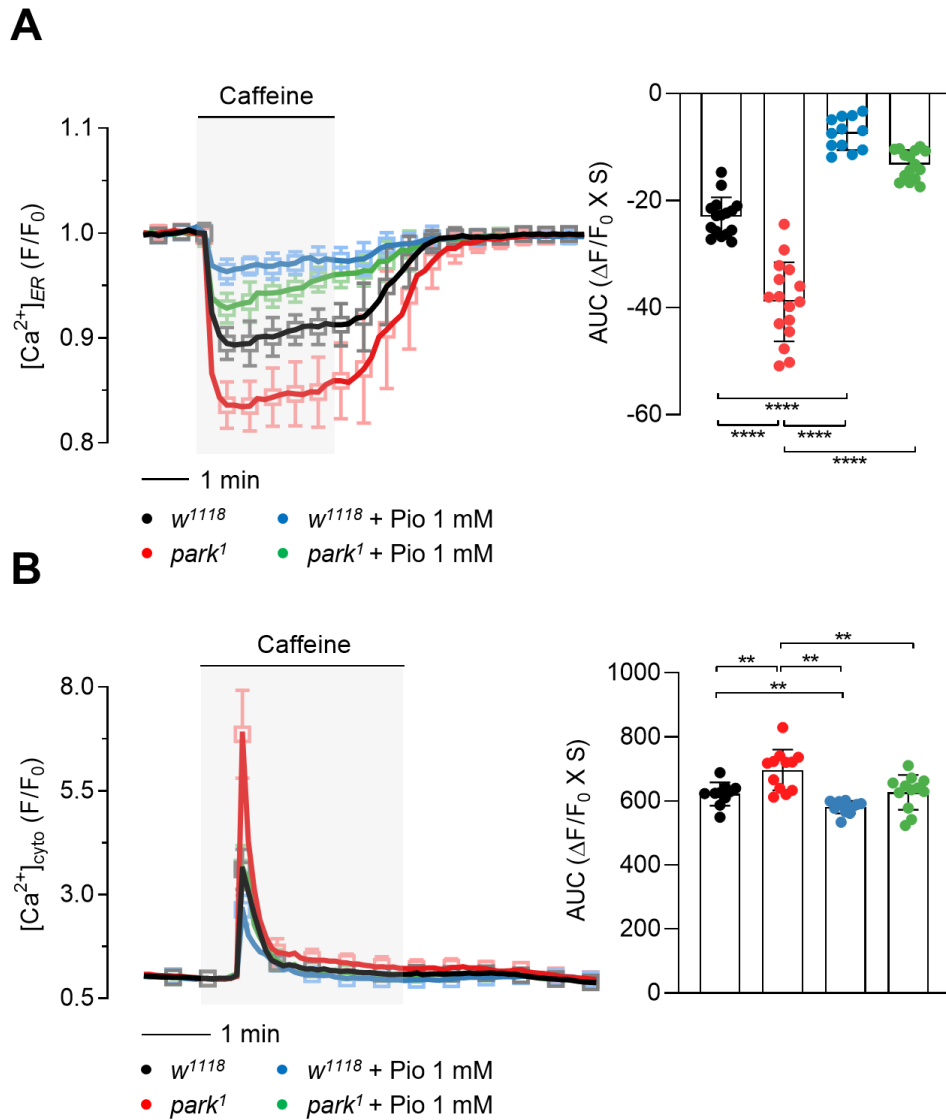 A
Caffeine
[Ca²⁺]ER (F/F₀)
1.1
1.0
0.9
0.8
1 min
w¹¹¹⁸
w¹¹¹⁸ + Pio 1 mM
park¹
park¹ + Pio 1 mM
AUC (ΔF/F₀ X S)
0
-20
-40
-60
****
**** ****
****
B
Caffeine
[Ca²⁺]cyto (F/F₀)
8.0
5.5
3.0
0.5
1 min
w¹¹¹⁸
w¹¹¹⁸ + Pio 1 mM
park¹
park¹ + Pio 1 mM
AUC (ΔF/F₀ X S)
1000
800
600
400
200
0
**
** **
**